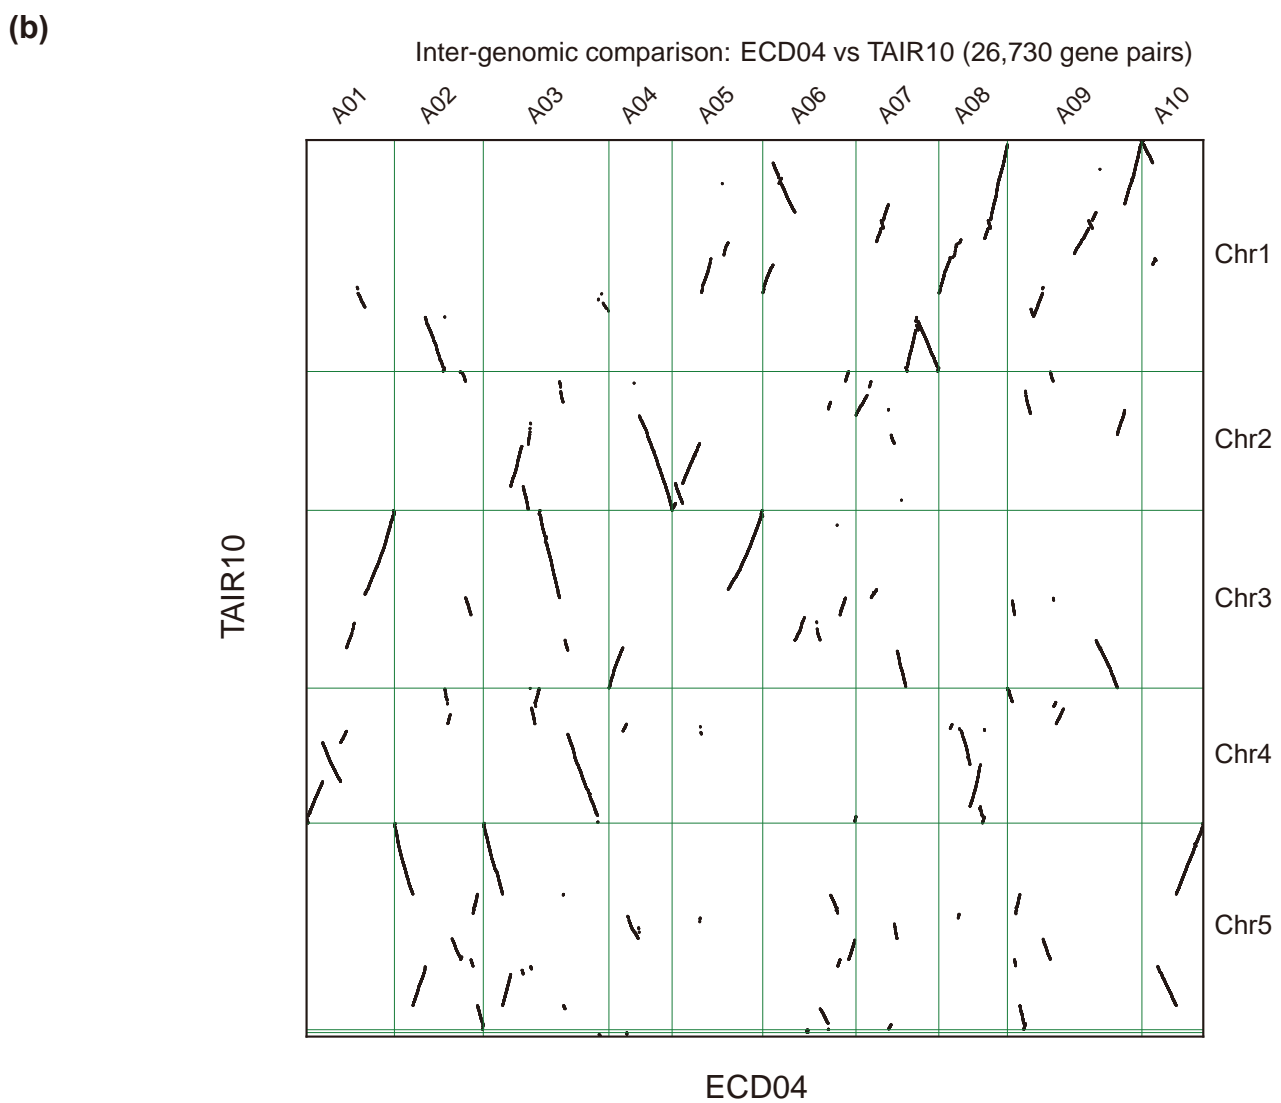 (b)
Inter-genomic comparison: ECD04 vs TAIR10 (26,730 gene pairs)
A01 A02 A03 A04 A05 A06 A07 A08 A09 A10
Chr1
Chr2
Chr3
Chr4
Chr5
TAIR10
ECD04